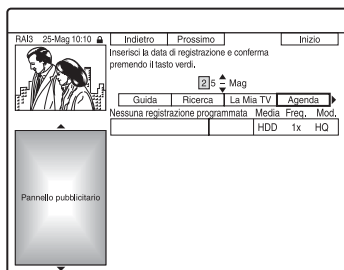 RAI3 25-Mag 10:10
Indietro Prossimo Inizio
Inserisci la data di registrazione e conferma
premendo il tasto verdi.
25 Mag
Guida Ricerca La Mia TV Agenda
Nessuna registrazione programmata Media Freq. Mod.
HDD 1x HQ
Pannello pubblicitario